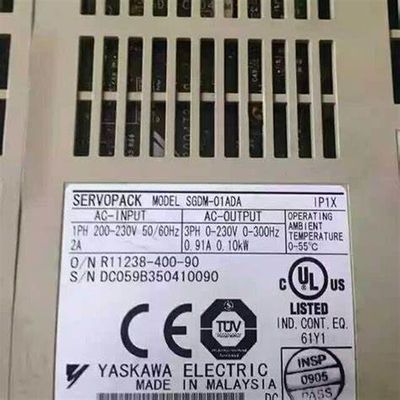 SERVOPACK MODEL SGDM-01ADA IP1X
AC-INPUT AC-OUTPUT OPERATING
AMBIENT
TEMPERATURE
0-55°C
1PH 200-230V 50/60Hz 3PH 0-230V 0-300Hz
2A 0.91A 0.10kW
O/N R11238-400-90
S/N DC059B350410090
CE
TÜV
UL
C US
LISTED
IND. CONT. EQ.
61Y1
YASKAWA ELECTRIC
MADE IN MALAYSIA
INSP
0905
PASS
DC